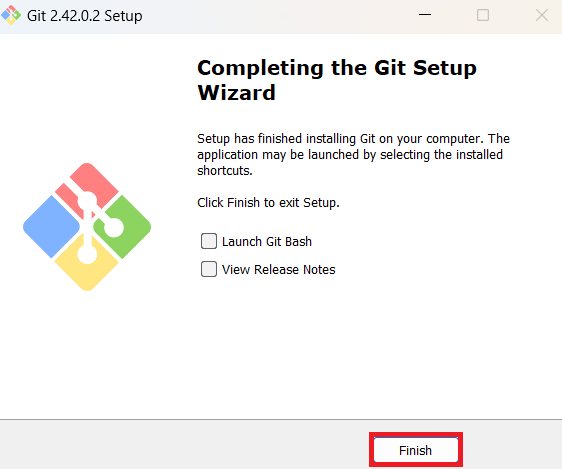 Git 2.42.0.2 Setup
Completing the Git Setup
Wizard
Setup has finished installing Git on your computer. The
application may be launched by selecting the installed
shortcuts.
Click Finish to exit Setup.
Launch Git Bash
View Release Notes
Finish